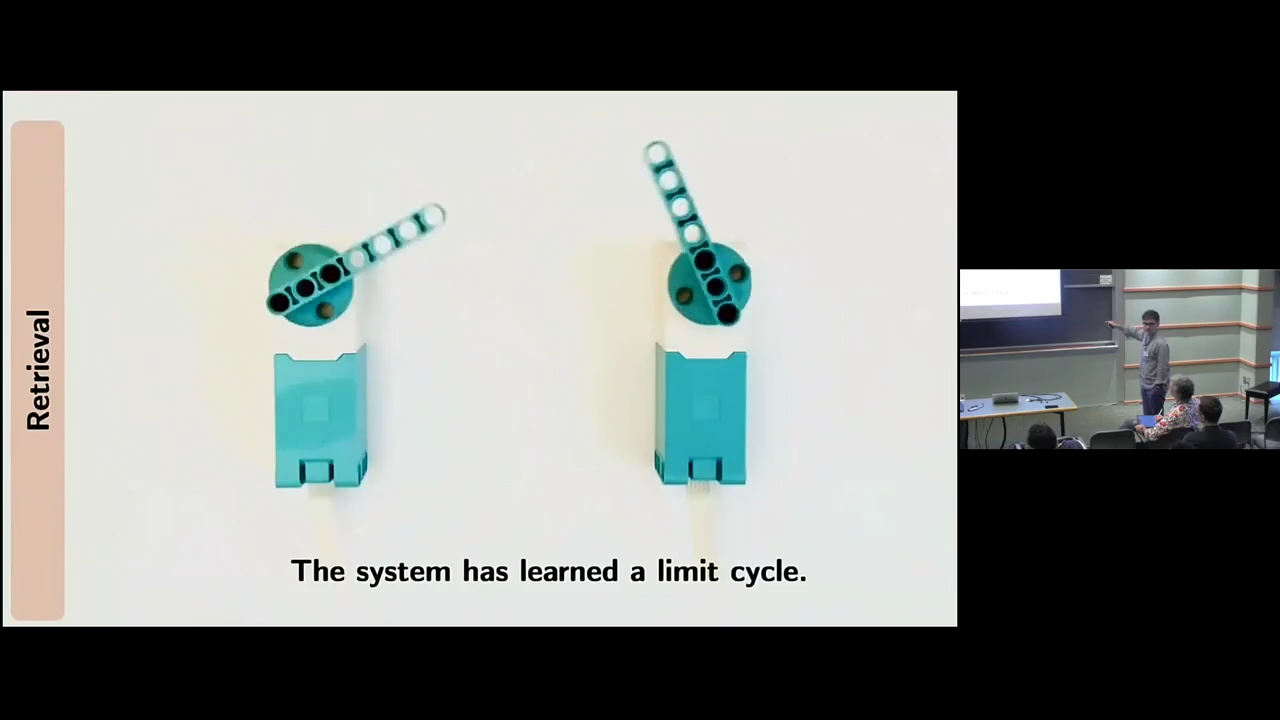 Retrieval
The system has learned a limit cycle.